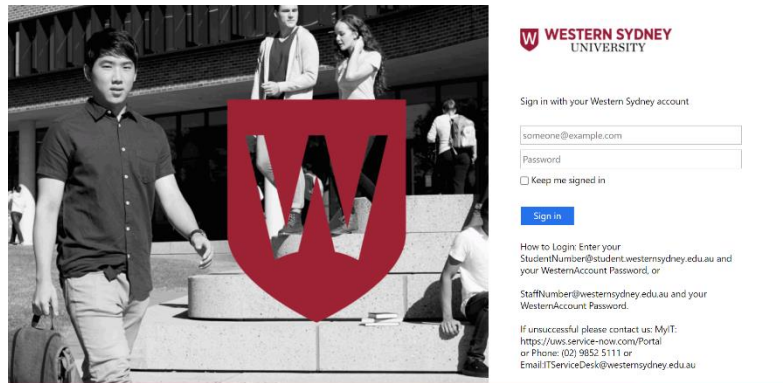 W WESTERN SYDNEY
UNIVERSITY
Sign in with your Western Sydney account
someone@example.com
Password
Keep me signed in
Sign in
How to Login: Enter your
StudentNumber@student.westernsydney.edu.au and
your WesternAccount Password, or
StaffNumber@westernsydney.edu.au and your
WesternAccount Password.
If unsuccessful please contact us: MyIT:
https://uws.service-now.com/Portal
or Phone: (02) 9852 5111 or
Email:ITServiceDesk@westernsydney.edu.au
W